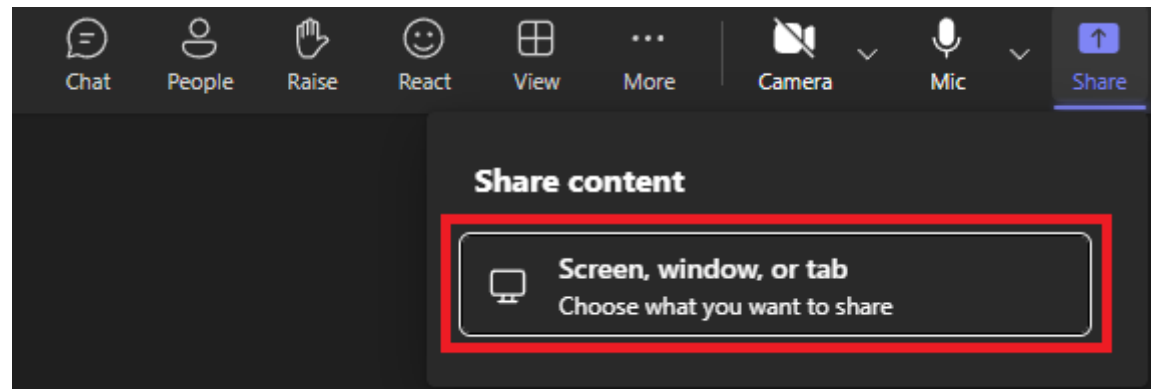 Chat People Raise React View More Camera Mic Share
Share content
Screen, window, or tab
Choose what you want to share